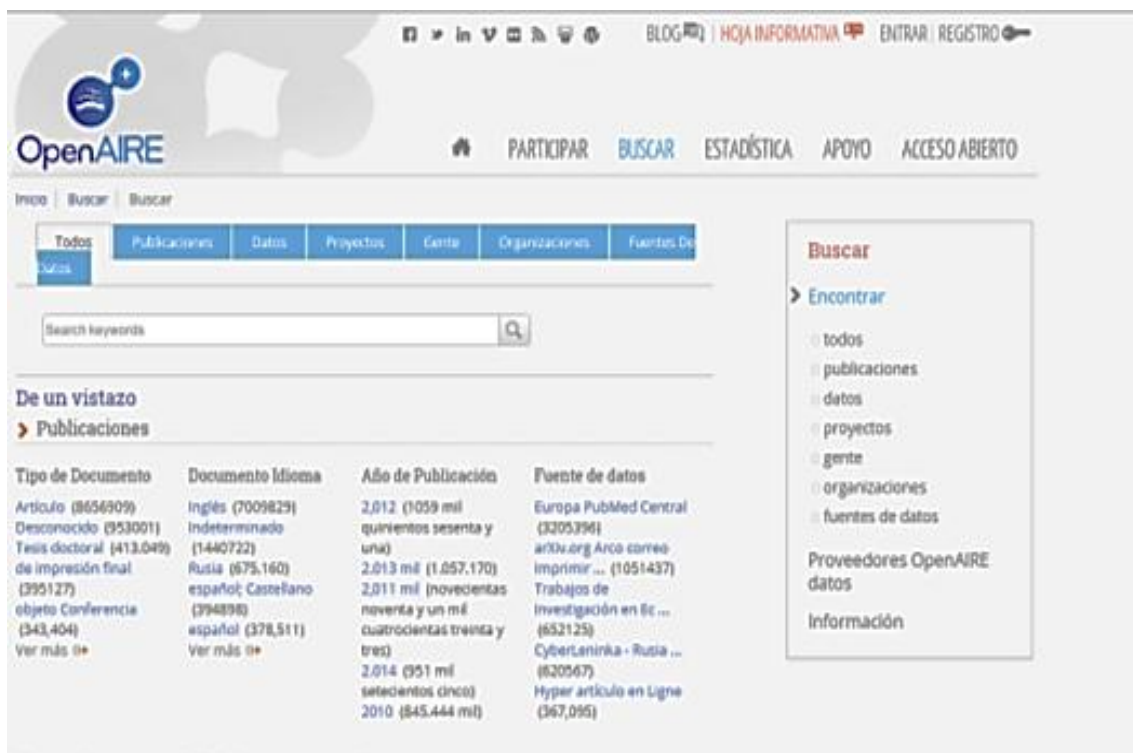 BLOG | HOJA INFORMATIVA ENTRAR | REGISTRO
OpenAIRE
PARTICIPAR BUSCAR ESTADÍSTICA APOYO ACCESO ABIERTO
Inicio | Buscar | Buscar
Todos Publicaciones Datos Proyectos Gente Organizaciones Fuentes De
Datos
Search keywords
De un vistazo
Publicaciones
Tipo de Documento
Artículo (8656909)
Desconocido (953001)
Tesis doctoral (413.049)
de impresión final
(395127)
objeto Conferencia
(343,404)
Ver más
Documento Idioma
Inglés (7009829)
Indeterminado
(1440722)
Rusia (675.160)
español; Castellano
(394898)
español (378,511)
Ver más
Año de Publicación
2,012 (1059 mil
quinientos sesenta y
una)
2.013 mil (1.057.170)
2,011 mil (novecientas
noventa y un mil
cuatrocientas treinta y
tres)
2.014 (951 mil
setecientos cinco)
2010 (845.444 mil)
Fuente de datos
Europa PubMed Central
(3205396)
arXiv.org Arco correo
Imprimir ... (1051437)
Trabajos de
Investigación en Ec ...
(652125)
CyberLeninka - Rusia ...
(620567)
Hyper artículo en Ligne
(367,095)
Buscar
Encontrar
todos
publicaciones
datos
proyectos
gente
organizaciones
fuentes de datos
Proveedores OpenAIRE
datos
Información